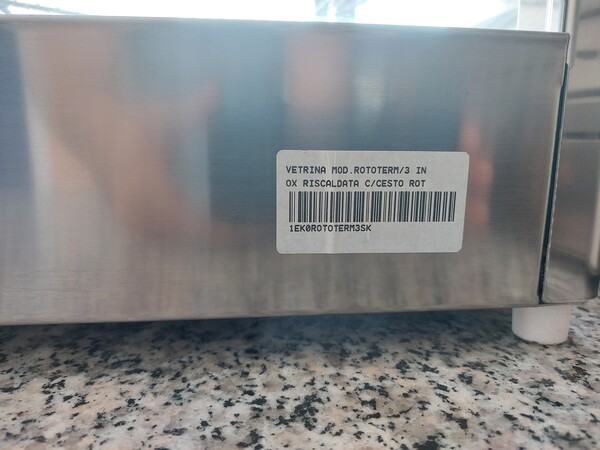 VETRINA MOD.ROTOTERM/3 IN
OX RISCALDATA C/CESTO ROT
1EK0ROTOTERM3SK